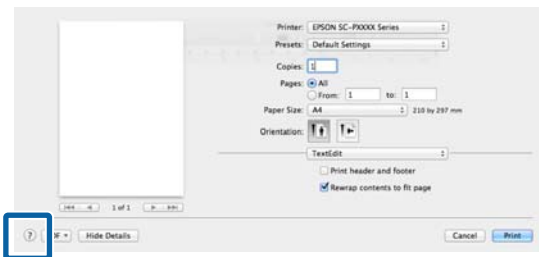 Printer: EPSON SC-PXXXX Series
Presets: Default Settings
Copies: 1
Pages: All
From: 1 to: 1
Paper Size: A4 210 by 297 mm
Orientation:
TextEdit
Print header and footer
Rewrap contents to fit page
1 of 1
? DF Hide Details Cancel Print